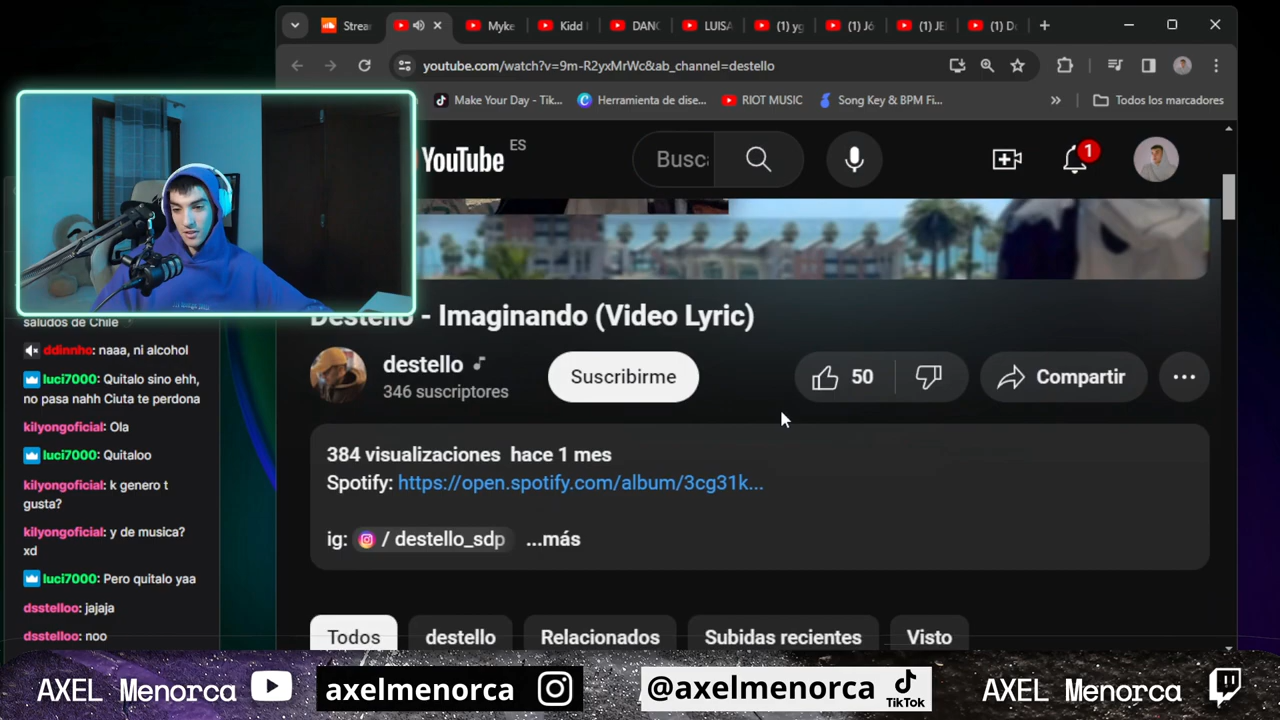 Strea
Myke
Kidd
DANC
LUISA
(1) yg
(1) Jó
(1) JE
(1) D
youtube.com/watch?v=9m-R2yxMrWc&ab_channel=destello
Make Your Day - Tik...
Herramienta de dise...
RIOT MUSIC
Song Key & BPM Fi...
Todos los marcadores
YouTube ES
Busc
1
Destello - Imaginando (Video Lyric)
destello
346 suscriptores
Suscribirme
50
Compartir
384 visualizaciones hace 1 mes
Spotify: https://open.spotify.com/album/3cg31k...
ig: / destello_sdp ...más
Todos
destello
Relacionados
Subidas recientes
Visto
saludos de Chile
ddinnho: naaa, ni alcohol
luci7000: Quitalo sino ehh,
no pasa nahh Ciuta te perdona
kilyongoficial: Ola
luci7000: Quitaloo
kilyongoficial: k genero t
gusta?
kilyongoficial: y de musica?
xd
luci7000: Pero quitalo yaa
dsstelloo: jajaja
dsstelloo: noo
AXEL Menorca
axelmenorca
@axelmenorca
TikTok
AXEL Menorca